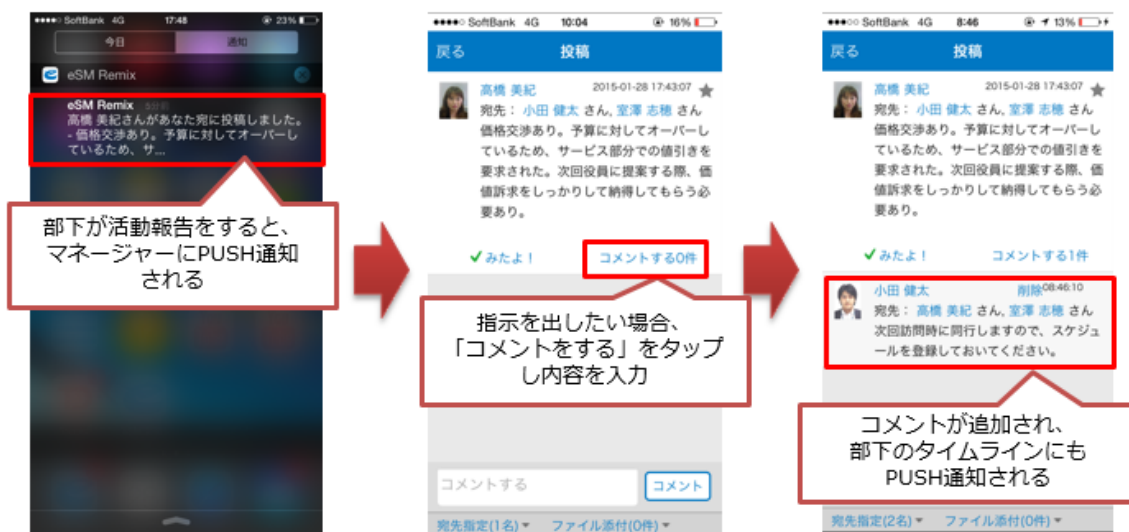 SoftBank 4G 17:48 23%
今日 通知
eSM Remix
eSM Remix 5分前
高橋 美紀さんがあなた宛に投稿しました。
- 価格交渉あり。予算に対してオーバーし
ているため、サ...
部下が活動報告をすると、
マネージャーにPUSH通知
される
SoftBank 4G 10:04 16%
戻る 投稿
高橋 美紀 2015-01-28 17:43:07
宛先： 小田 健太 さん, 室澤 志穂 さん
価格交渉あり。予算に対してオーバーし
ているため、サービス部分での値引きを
要求された。次回役員に提案する際、価
値訴求をしっかりして納得してもらう必
要あり。
みたよ！ コメントする0件
指示を出したい場合、
「コメントをする」をタップ
し内容を入力
コメントする コメント
宛先指定(1名) ファイル添付(0件)
SoftBank 4G 8:46 13%
戻る 投稿
高橋 美紀 2015-01-28 17:43:07
宛先： 小田 健太 さん, 室澤 志穂 さん
価格交渉あり。予算に対してオーバーし
ているため、サービス部分での値引きを
要求された。次回役員に提案する際、価
値訴求をしっかりして納得してもらう必
要あり。
みたよ！ コメントする1件
小田 健太 削除08:46:10
宛先： 高橋 美紀 さん, 室澤 志穂 さん
次回訪問時に同行しますので、スケジュ
ールを登録しておいてください。
コメントが追加され、
部下のタイムラインにも
PUSH通知される
宛先指定(2名) ファイル添付(0件)